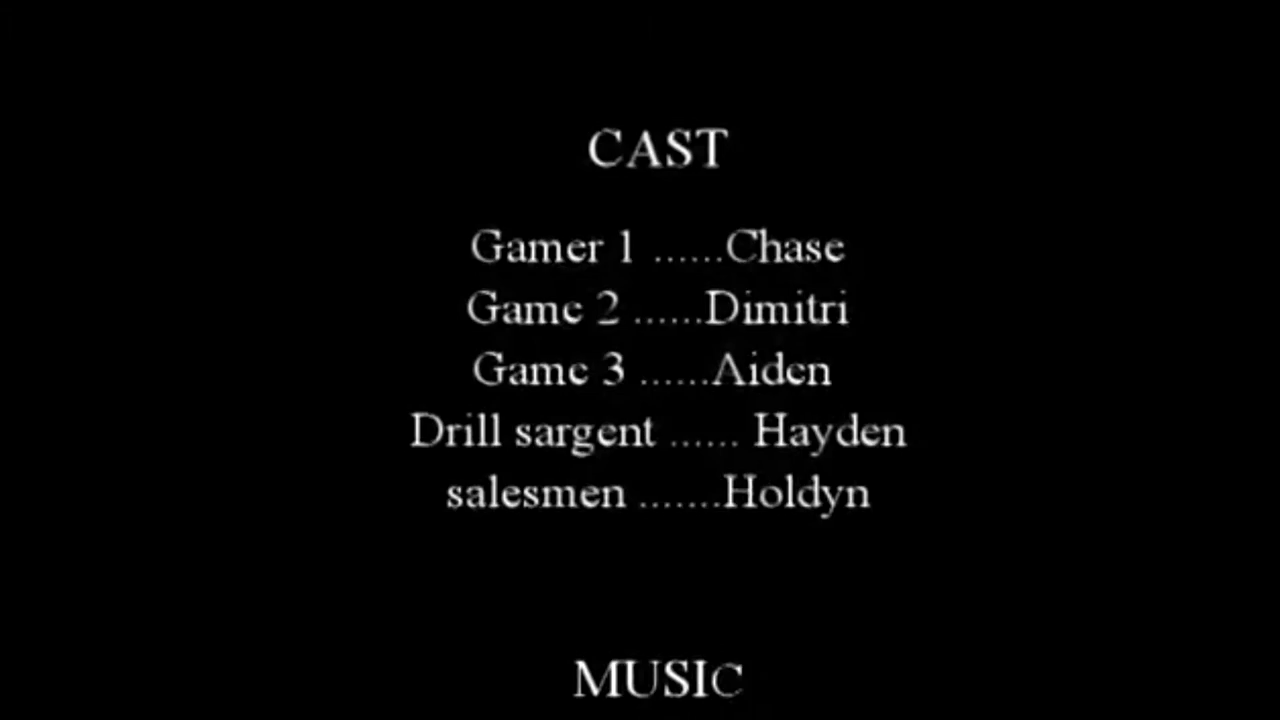 CAST
Gamer 1 ......Chase
Game 2 ......Dimitri
Game 3 ......Aiden
Drill sargent ...... Hayden
salesmen .......Holdyn
MUSIC